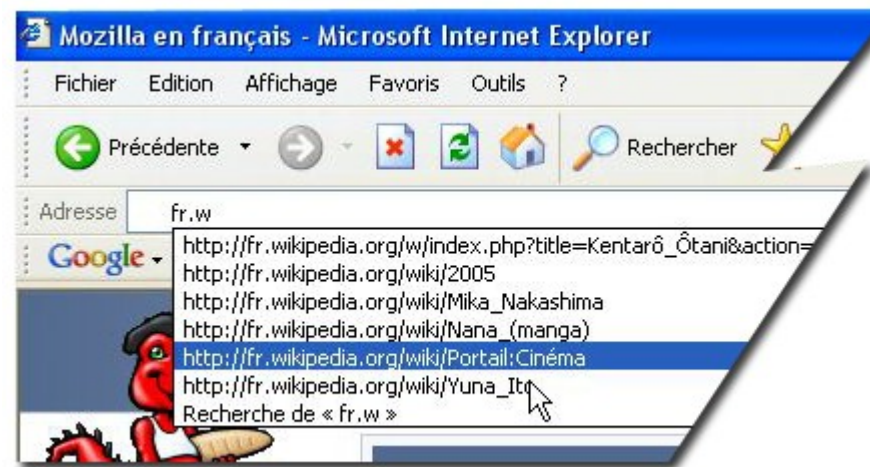 Mozilla en français - Microsoft Internet Explorer
Fichier Edition Affichage Favoris Outils ?
Précédente Rechercher
Adresse fr.w
Google
http://fr.wikipedia.org/w/index.php?title=Kentarô_Ôtani&action=
http://fr.wikipedia.org/wiki/2005
http://fr.wikipedia.org/wiki/Mika_Nakashima
http://fr.wikipedia.org/wiki/Nana_(manga)
http://fr.wikipedia.org/wiki/Portail:Cinéma
http://fr.wikipedia.org/wiki/Yuna_Ito
Recherche de « fr.w »